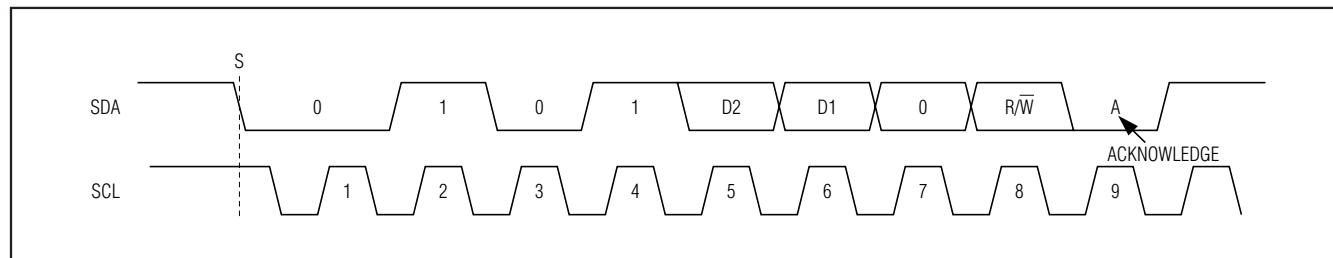 S
SDA 0 1 0 1 D2 D1 0 R/W̅ A
ACKNOWLEDGE
SCL 1 2 3 4 5 6 7 8 9